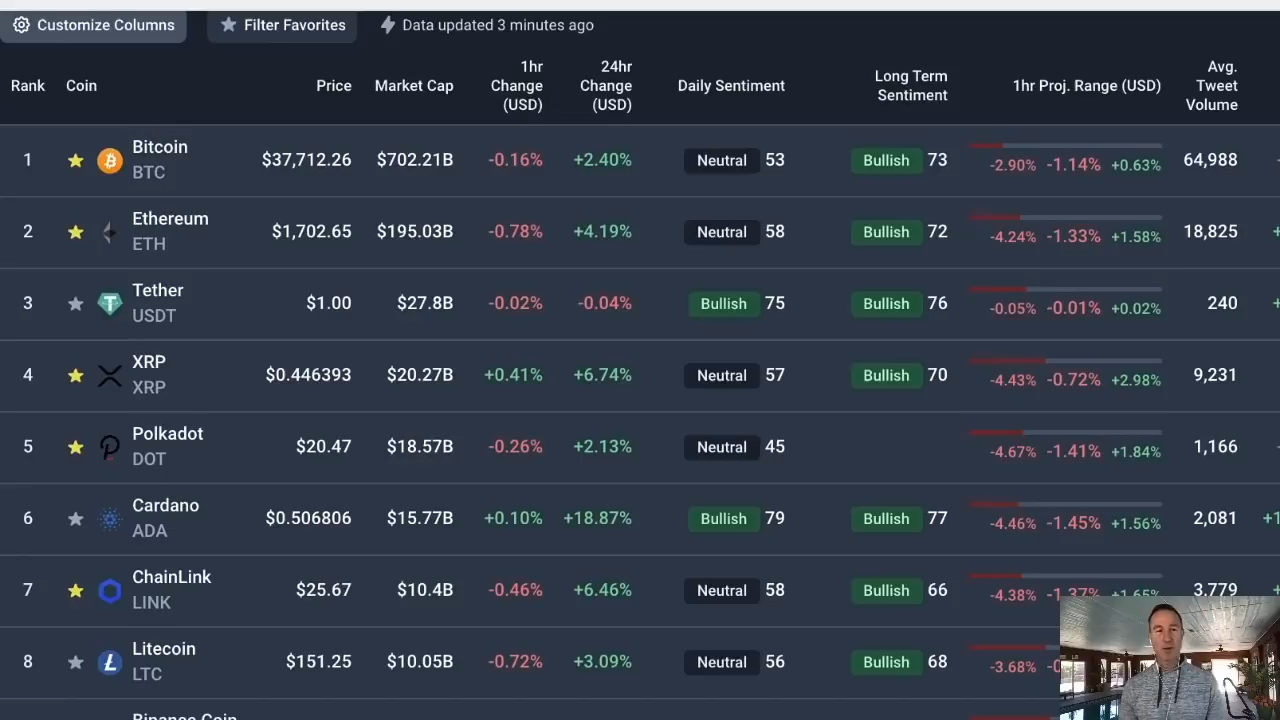 Customize Columns Filter Favorites Data updated 3 minutes ago
Rank Coin Price Market Cap 1hr Change (USD) 24hr Change (USD) Daily Sentiment Long Term Sentiment 1hr Proj. Range (USD) Avg. Tweet Volume
1 Bitcoin BTC $37,712.26 $702.21B -0.16% +2.40% Neutral 53 Bullish 73 -2.90% -1.14% +0.63% 64,988
2 Ethereum ETH $1,702.65 $195.03B -0.78% +4.19% Neutral 58 Bullish 72 -4.24% -1.33% +1.58% 18,825
3 Tether USDT $1.00 $27.8B -0.02% -0.04% Bullish 75 Bullish 76 -0.05% -0.01% +0.02% 240
4 XRP XRP $0.446393 $20.27B +0.41% +6.74% Neutral 57 Bullish 70 -4.43% -0.72% +2.98% 9,231
5 Polkadot DOT $20.47 $18.57B -0.26% +2.13% Neutral 45 -4.67% -1.41% +1.84% 1,166
6 Cardano ADA $0.506806 $15.77B +0.10% +18.87% Bullish 79 Bullish 77 -4.46% -1.45% +1.56% 2,081
7 ChainLink LINK $25.67 $10.4B -0.46% +6.46% Neutral 58 Bullish 66 -4.38% -1.37% +1.65% 3,779
8 Litecoin LTC $151.25 $10.05B -0.72% +3.09% Neutral 56 Bullish 68 -3.68%
Binance Coin